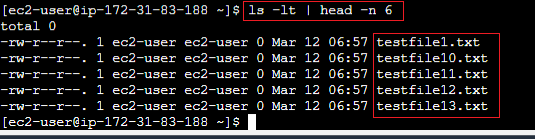 [ec2-user@ip-172-31-83-188 ~]$ ls -lt | head -n 6
total 0
-rw-r--r--. 1 ec2-user ec2-user 0 Mar 12 06:57 testfile1.txt
-rw-r--r--. 1 ec2-user ec2-user 0 Mar 12 06:57 testfile10.txt
-rw-r--r--. 1 ec2-user ec2-user 0 Mar 12 06:57 testfile11.txt
-rw-r--r--. 1 ec2-user ec2-user 0 Mar 12 06:57 testfile12.txt
-rw-r--r--. 1 ec2-user ec2-user 0 Mar 12 06:57 testfile13.txt
[ec2-user@ip-172-31-83-188 ~]$